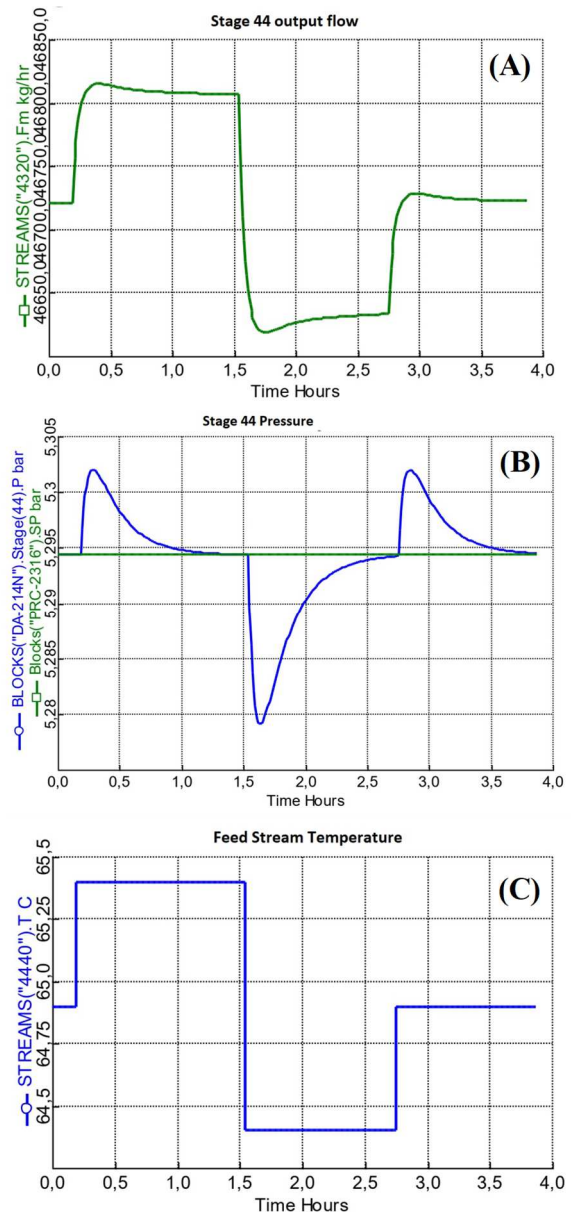 Stage 44 output flow
(A)
STREAMS("4320").Fm kg/hr
46650,0 46700,0 46750,0 46800,0 46850,0
0,0 0,5 1,0 1,5 2,0 2,5 3,0 3,5 4,0
Time Hours
Stage 44 Pressure
(B)
BLOCKS("DA-214N").Stage(44).P bar
Blocks("PRC-2316").SP bar
5,28 5,285 5,29 5,295 5,3 5,305
0,0 0,5 1,0 1,5 2,0 2,5 3,0 3,5 4,0
Time Hours
Feed Stream Temperature
(C)
STREAMS("4440").T C
64,5 64,75 65,0 65,25 65,5
0,0 0,5 1,0 1,5 2,0 2,5 3,0 3,5 4,0
Time Hours